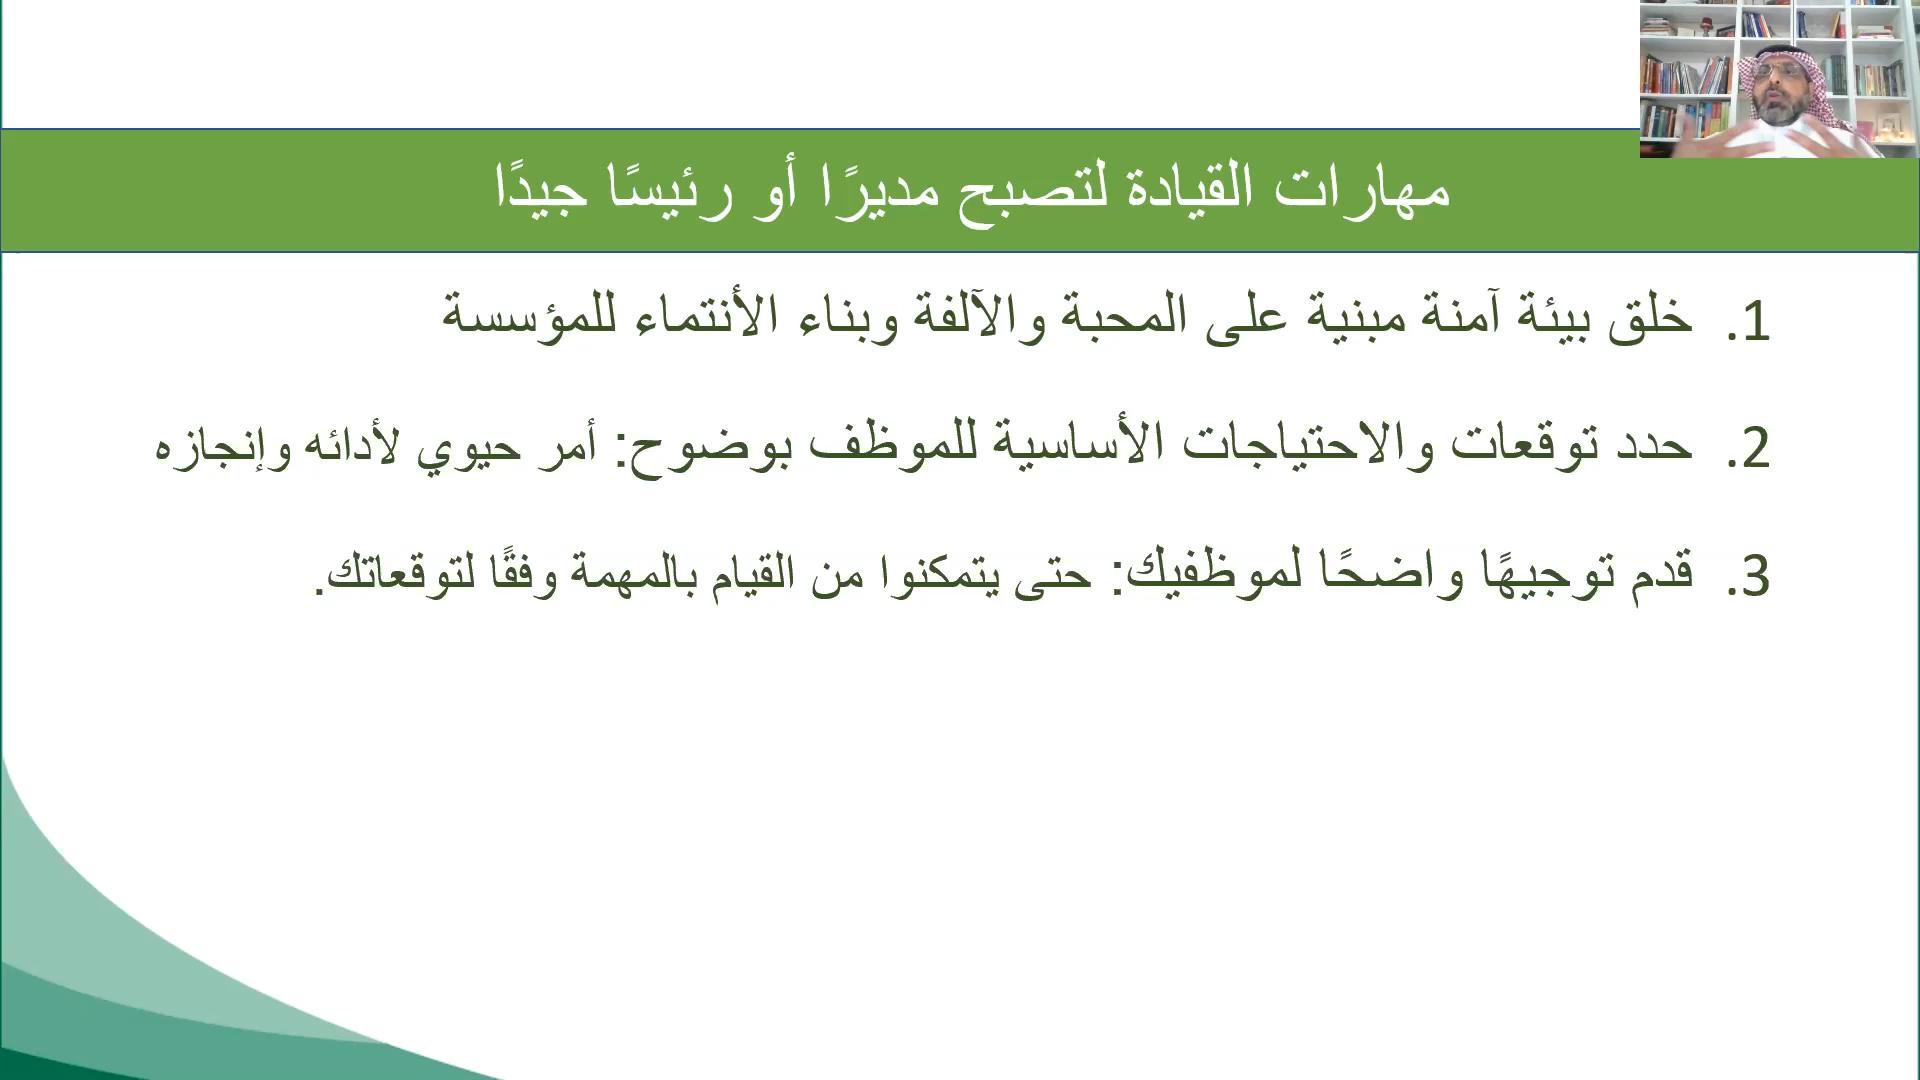 مهارات القيادة لتصبح مديرًا أو رئيسًا جيدًا
1. خلق بيئة آمنة مبنية على المحبة والآلفة وبناء الأنتماء للمؤسسة
2. حدد توقعات والاحتياجات الأساسية للموظف بوضوح: أمر حيوي لأدائه وإنجازه
3. قدم توجيهًا واضحًا لموظفيك: حتى يتمكنوا من القيام بالمهمة وفقًا لتوقعاتك.